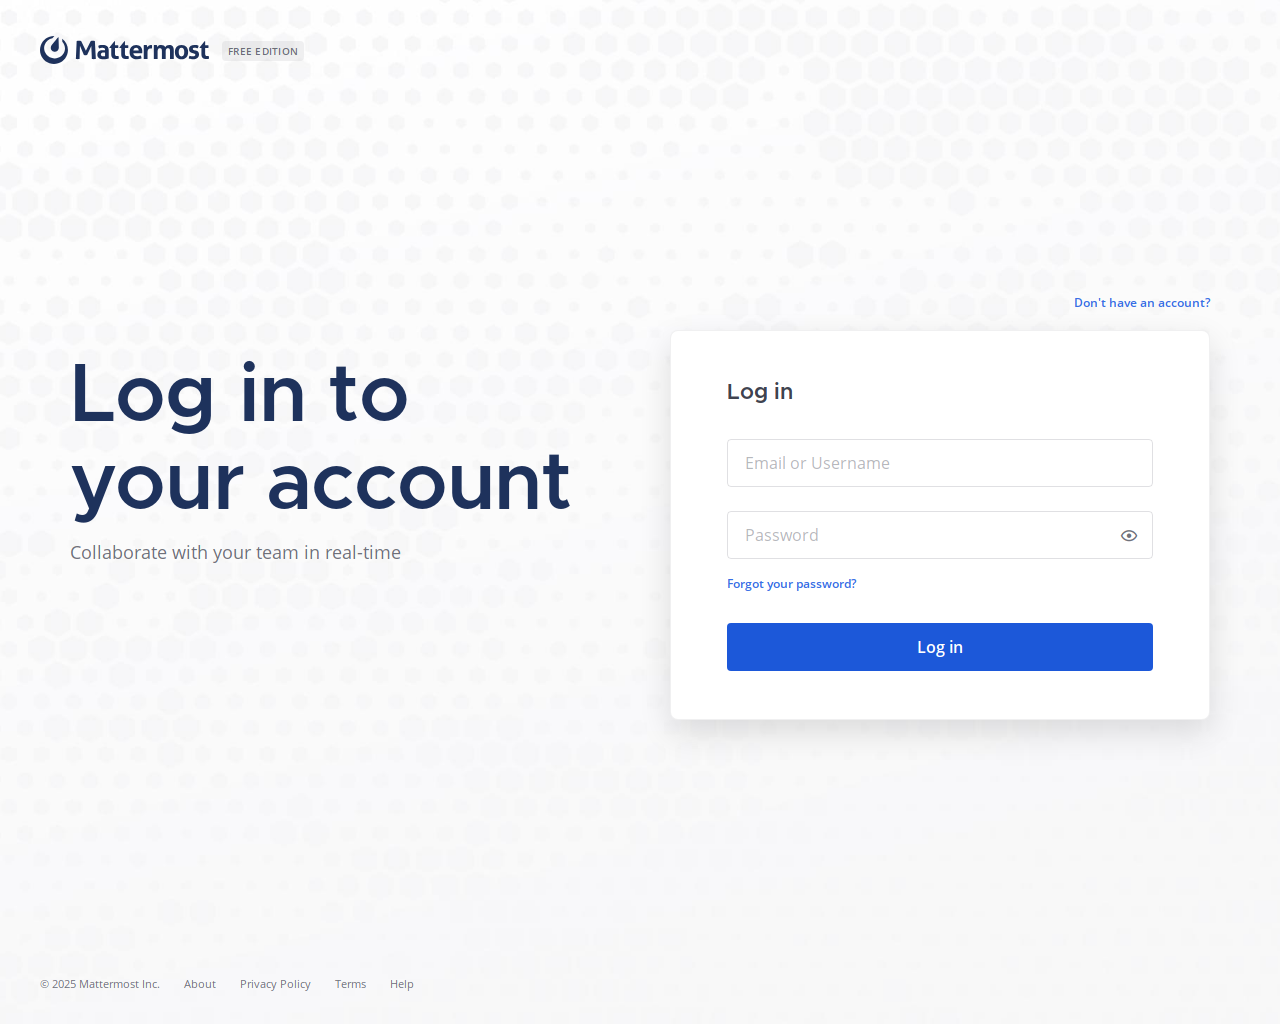 Mattermost FREE EDITION
Don't have an account?
Log in to
your account
Collaborate with your team in real-time
Log in
Email or Username
Password
Forgot your password?
Log in
© 2025 Mattermost Inc. About Privacy Policy Terms Help